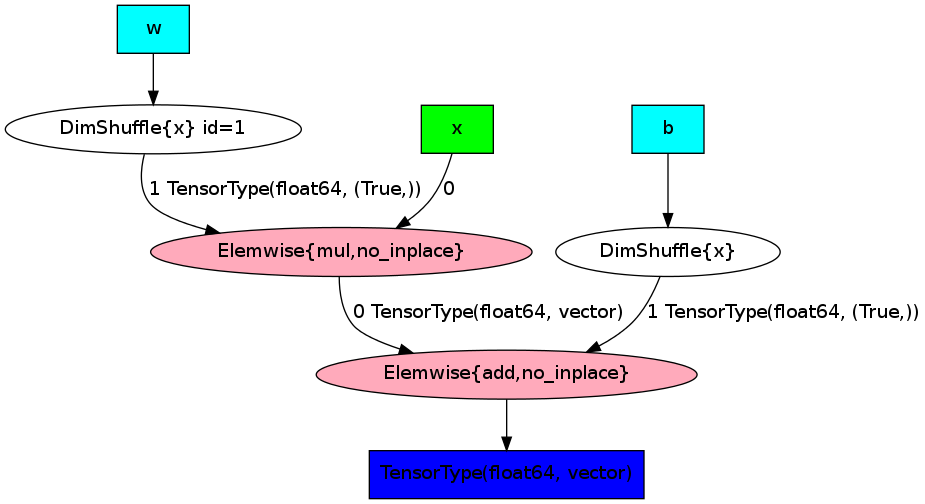 w
DimShuffle{x} id=1
x
b
1 TensorType(float64, (True,))
0
Elemwise{mul,no_inplace}
DimShuffle{x}
0 TensorType(float64, vector)
1 TensorType(float64, (True,))
Elemwise{add,no_inplace}
TensorType(float64, vector)